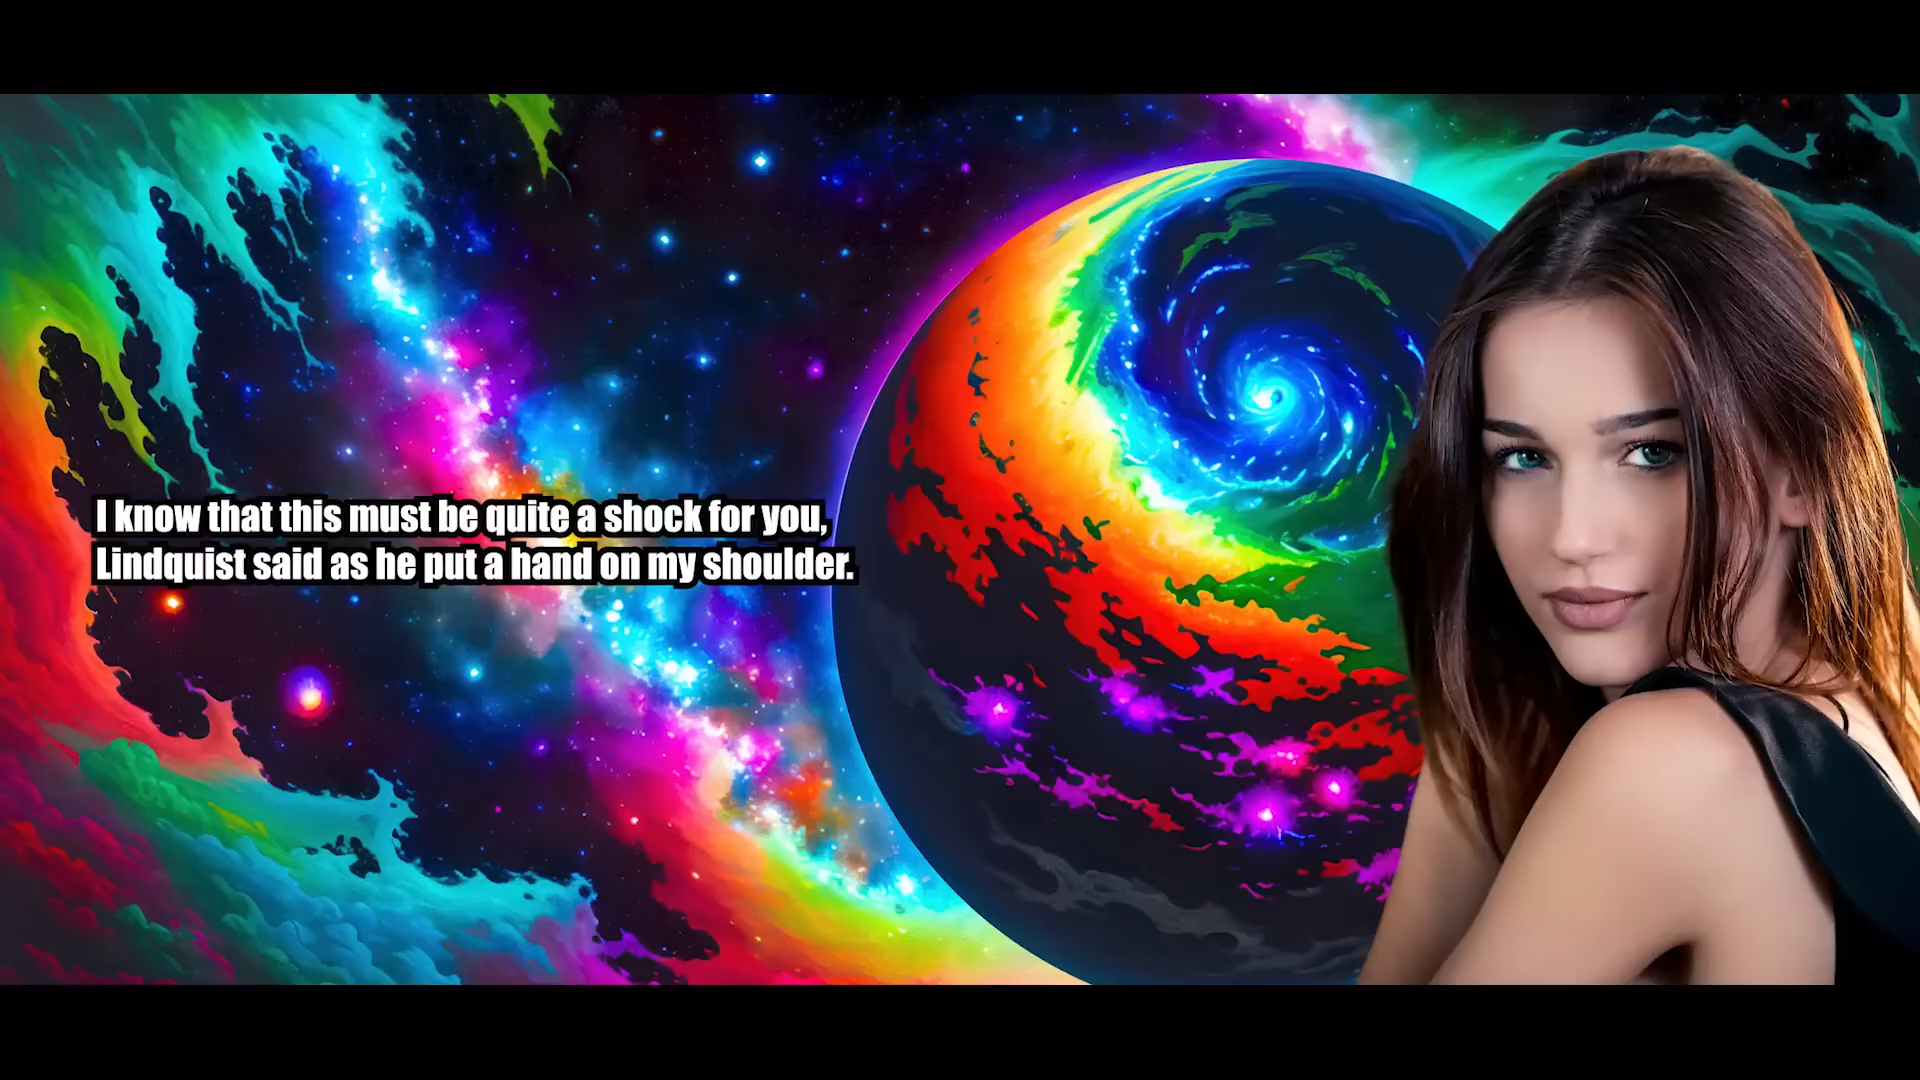 I know that this must be quite a shock for you,
Lindquist said as he put a hand on my shoulder.